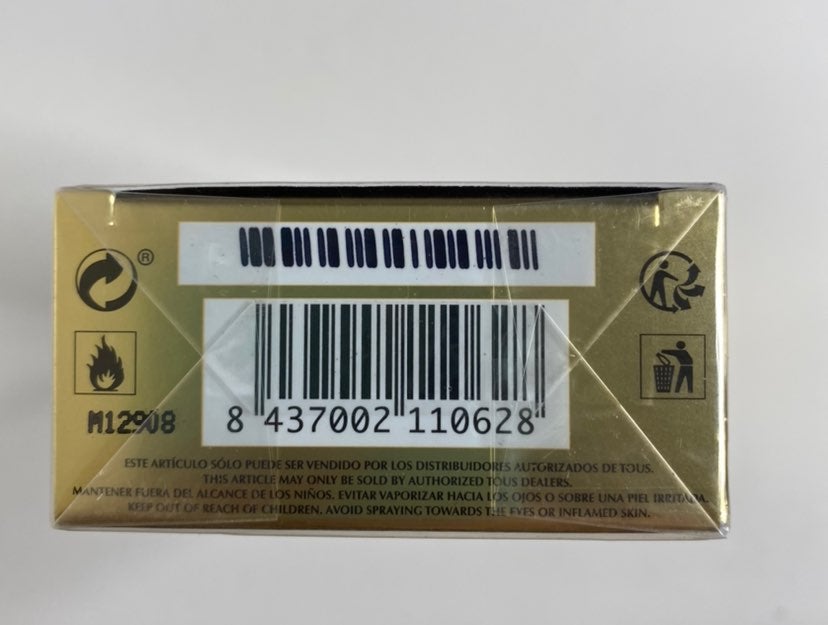 ®
M12908
8 437002 110628
ESTE ARTÍCULO SÓLO PUEDE SER VENDIDO POR LOS DISTRIBUIDORES AUTORIZADOS DE TOUS.
THIS ARTICLE MAY ONLY BE SOLD BY AUTHORIZED TOUS DEALERS.
MANTENER FUERA DEL ALCANCE DE LOS NIÑOS. EVITAR VAPORIZAR HACIA LOS OJOS O SOBRE UNA PIEL IRRITADA.
KEEP OUT OF REACH OF CHILDREN. AVOID SPRAYING TOWARDS THE EYES OR INFLAMED SKIN.